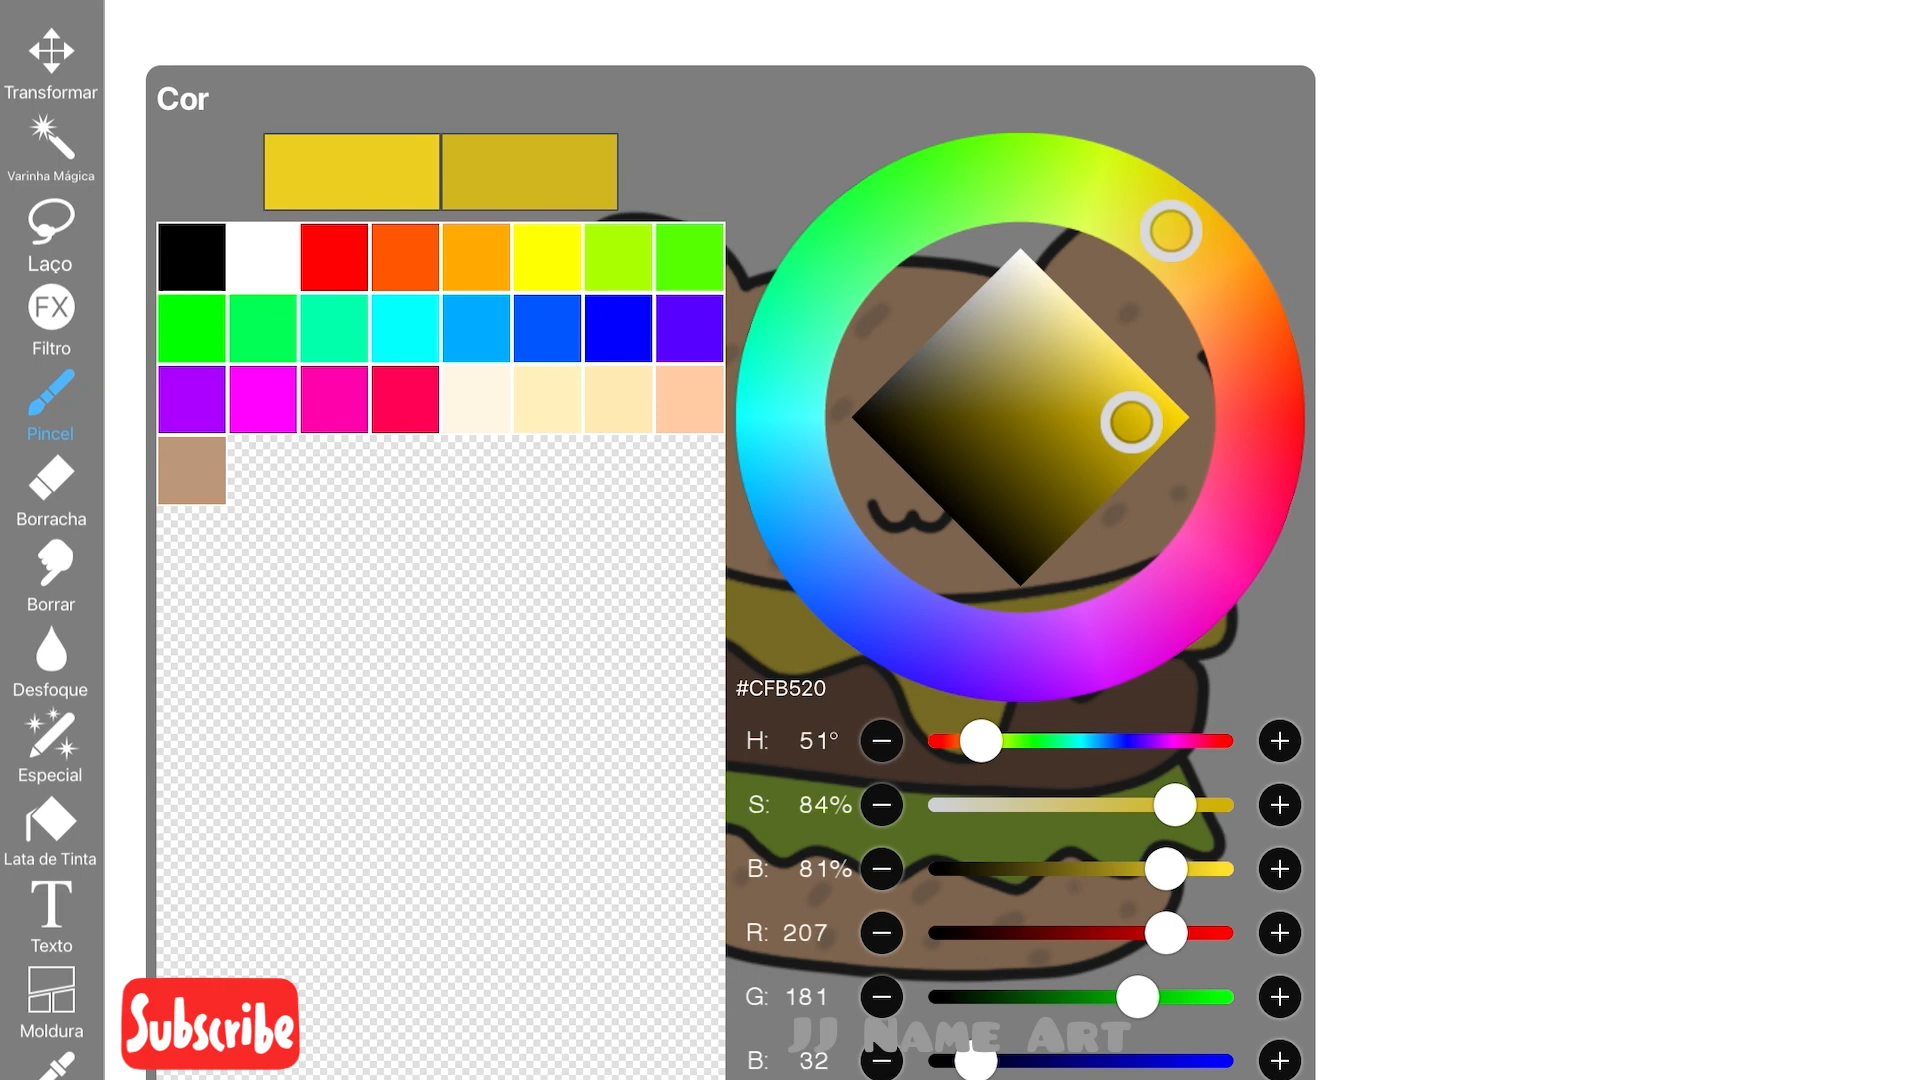 Transformar
Varinha Mágica
Laço
FX
Filtro
Pincel
Borracha
Borrar
Desfoque
Especial
Lata de Tinta
T
Texto
Moldura
Cor
#CFB520
H: 51°
S: 84%
B: 81%
R: 207
G: 181
B: 32
Subscribe
JJ NAME ART